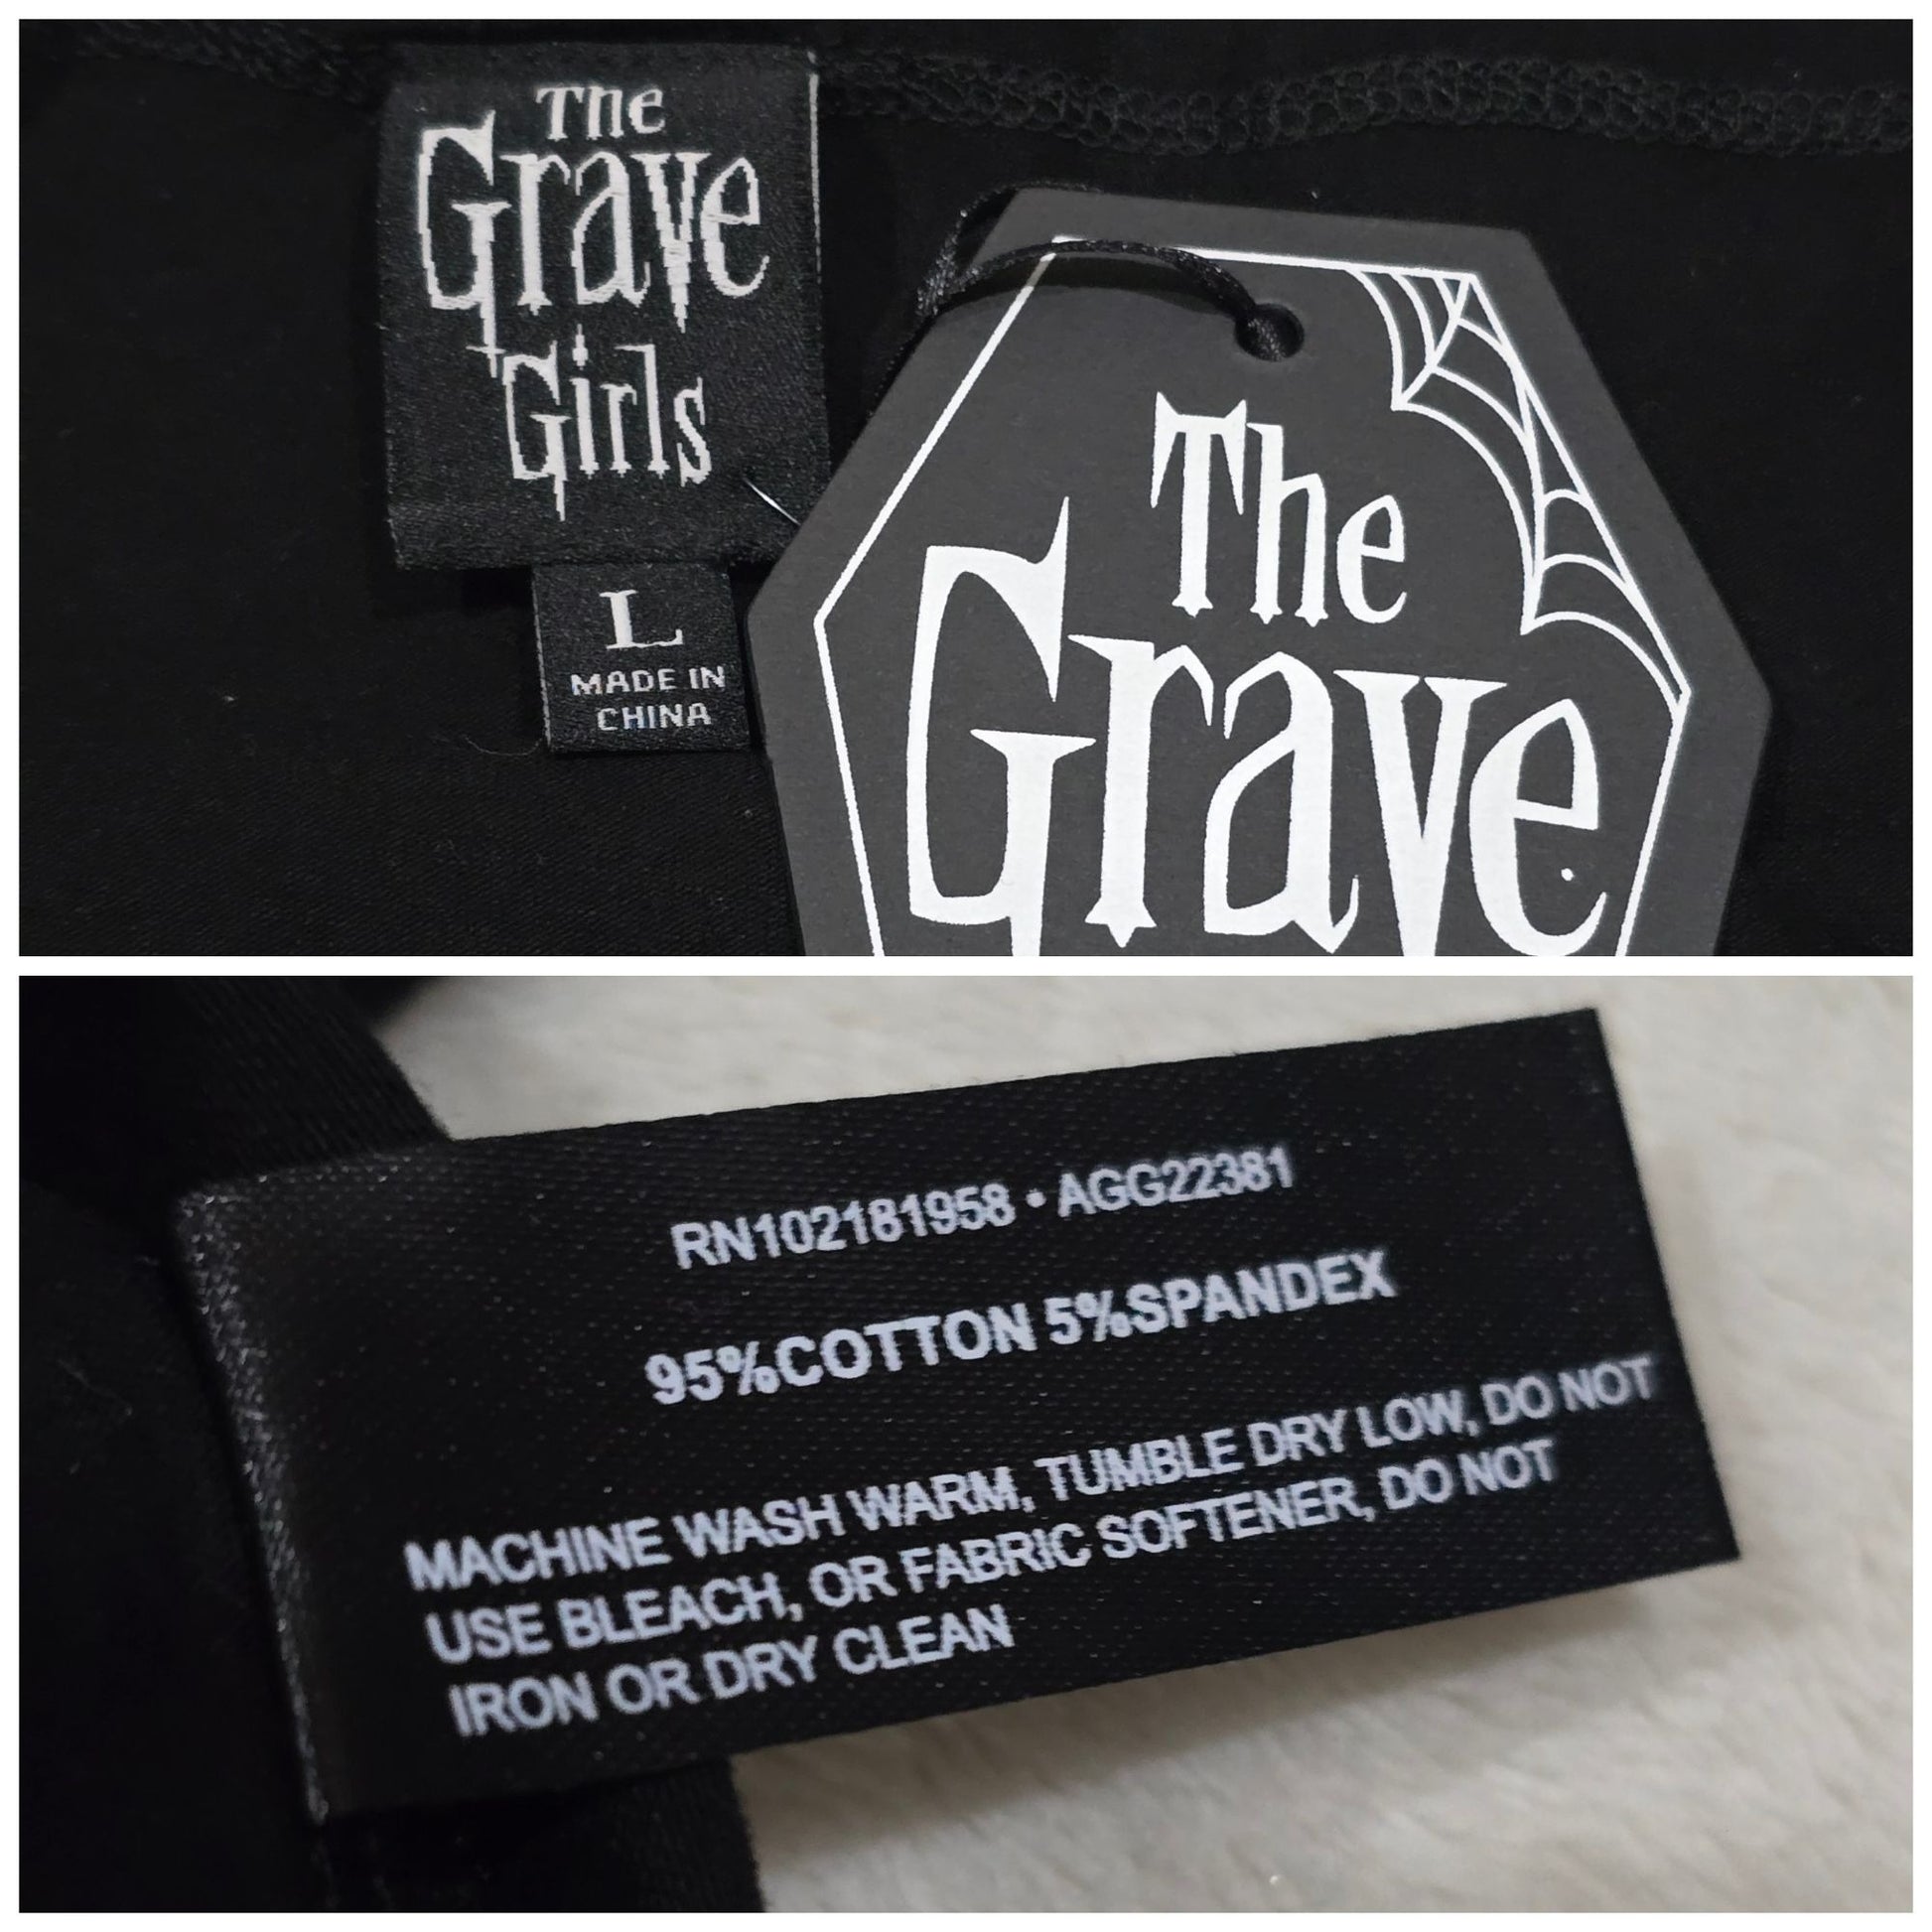 The
Grave
Girls
L
MADE IN
CHINA
The
Grave
RN102181958 • AGG22381
95%COTTON 5%SPANDEX
MACHINE WASH WARM, TUMBLE DRY LOW, DO NOT
USE BLEACH, OR FABRIC SOFTENER, DO NOT
IRON OR DRY CLEAN